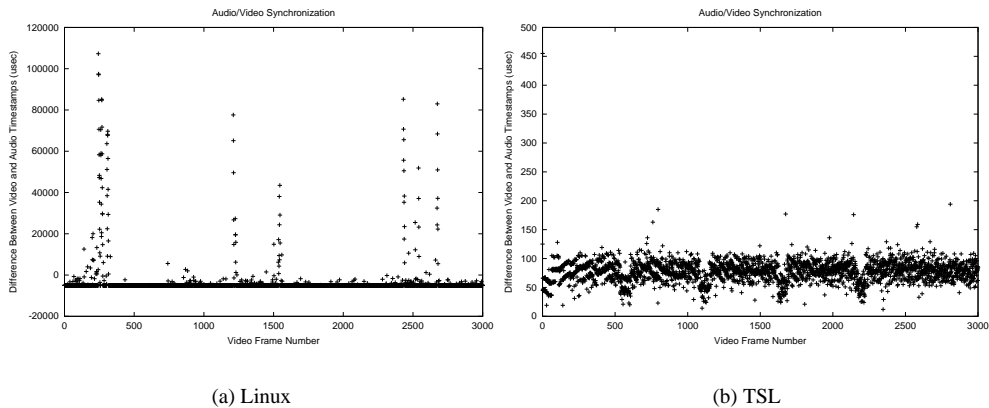 Audio/Video Synchronization
Difference Between Video and Audio Timestamps (usec)
120000
100000
80000
60000
40000
20000
0
-20000
0 500 1000 1500 2000 2500 3000
Video Frame Number
(a) Linux
Audio/Video Synchronization
Difference Between Video and Audio Timestamps (usec)
500
450
400
350
300
250
200
150
100
50
0
0 500 1000 1500 2000 2500 3000
Video Frame Number
(b) TSL